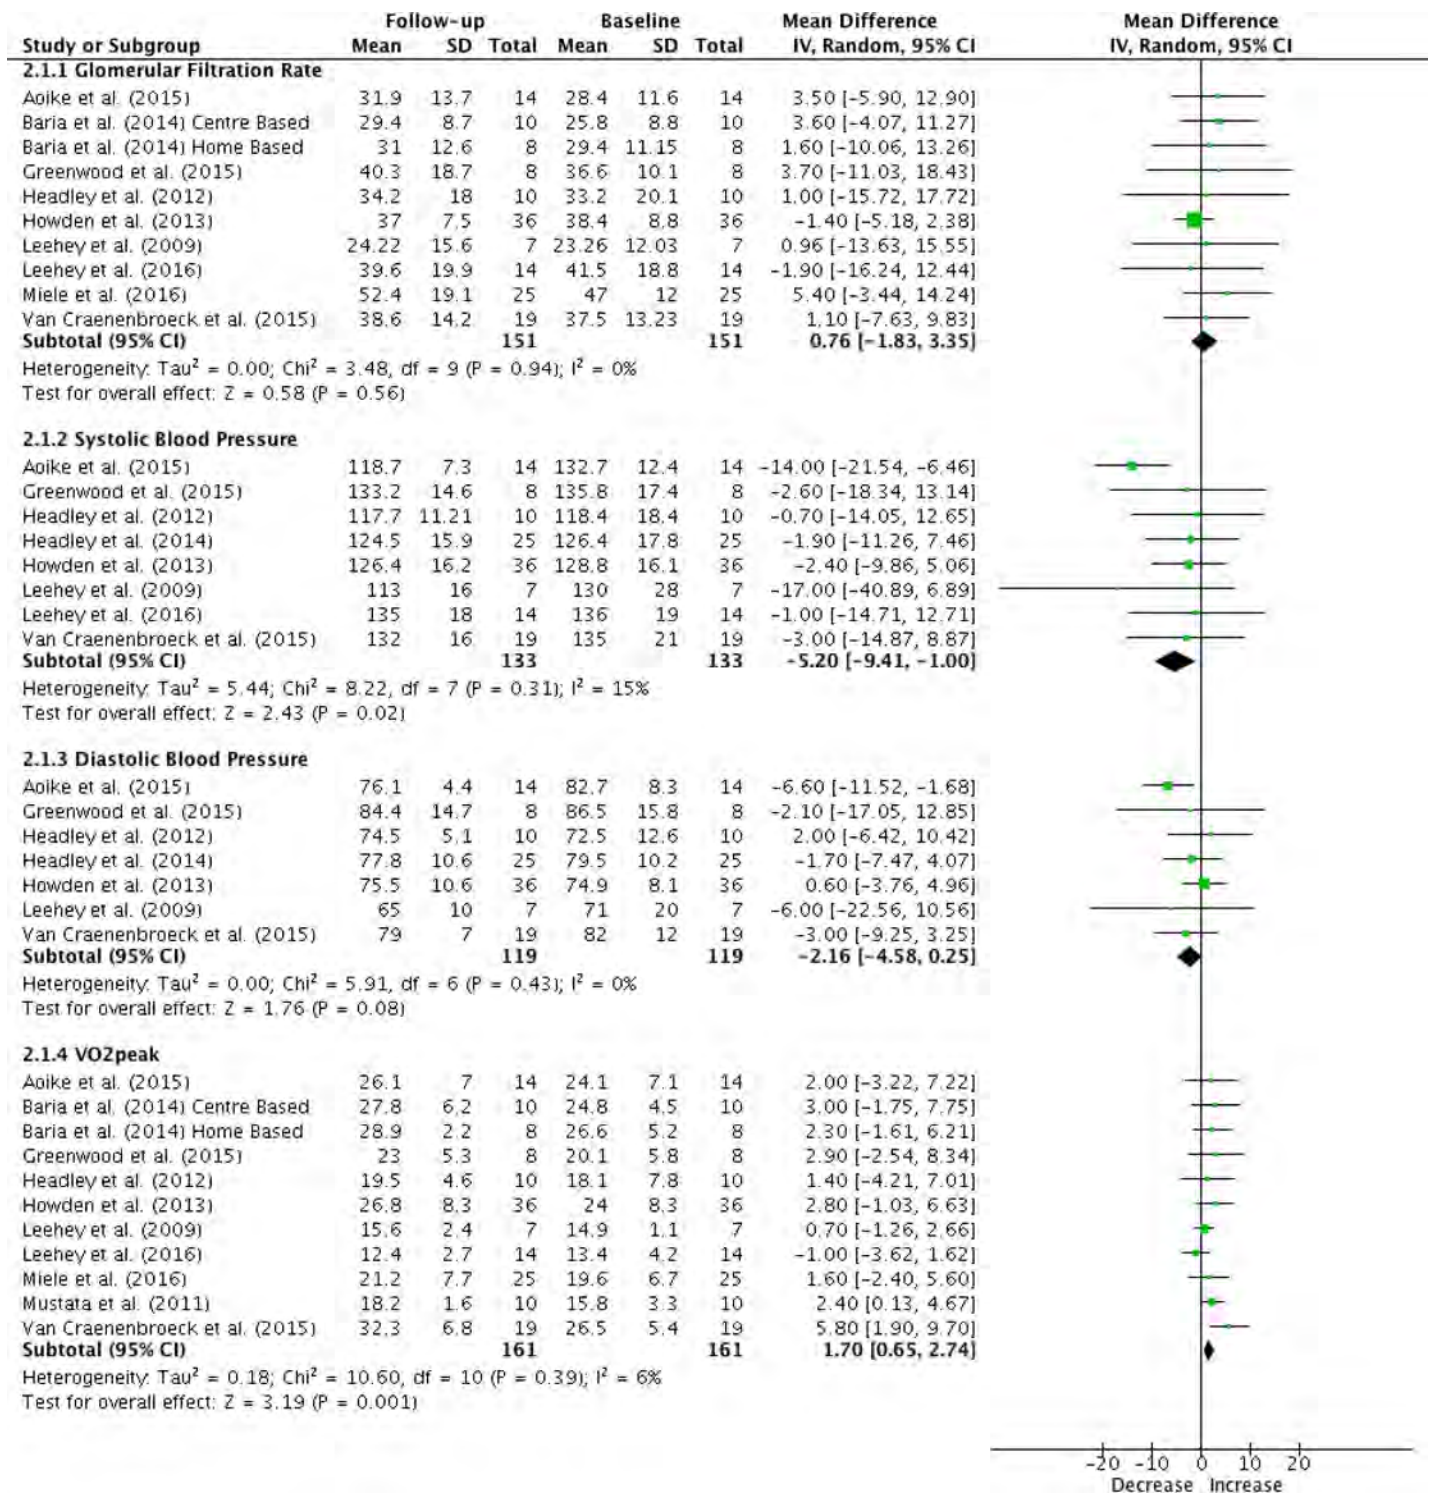 Follow-up Baseline Mean Difference Mean Difference
Study or Subgroup Mean SD Total Mean SD Total IV, Random, 95% CI IV, Random, 95% CI
2.1.1 Glomerular Filtration Rate
Aoike et al. (2015) 31.9 13.7 14 28.4 11.6 14 3.50 [-5.90, 12.90]
Baria et al. (2014) Centre Based 29.4 8.7 10 25.8 8.8 10 3.60 [-4.07, 11.27]
Baria et al. (2014) Home Based 31 12.6 8 29.4 11.15 8 1.60 [-10.06, 13.26]
Greenwood et al. (2015) 40.3 18.7 8 36.6 10.1 8 3.70 [-11.03, 18.43]
Headley et al. (2012) 34.2 18 10 33.2 20.1 10 1.00 [-15.72, 17.72]
Howden et al. (2013) 37 7.5 36 38.4 8.8 36 -1.40 [-5.18, 2.38]
Leehey et al. (2009) 24.22 15.6 7 23.26 12.03 7 0.96 [-13.63, 15.55]
Leehey et al. (2016) 39.6 19.9 14 41.5 18.8 14 -1.90 [-16.24, 12.44]
Miele et al. (2016) 52.4 19.1 25 47 12 25 5.40 [-3.44, 14.24]
Van Craenenbroeck et al. (2015) 38.6 14.2 19 37.5 13.23 19 1.10 [-7.63, 9.83]
Subtotal (95% CI) 151 151 0.76 [-1.83, 3.35]
Heterogeneity: Tau² = 0.00; Chi² = 3.48, df = 9 (P = 0.94); I² = 0%
Test for overall effect: Z = 0.58 (P = 0.56)
2.1.2 Systolic Blood Pressure
Aoike et al. (2015) 118.7 7.3 14 132.7 12.4 14 -14.00 [-21.54, -6.46]
Greenwood et al. (2015) 133.2 14.6 8 135.8 17.4 8 -2.60 [-18.34, 13.14]
Headley et al. (2012) 117.7 11.21 10 118.4 18.4 10 -0.70 [-14.05, 12.65]
Headley et al. (2014) 124.5 15.9 25 126.4 17.8 25 -1.90 [-11.26, 7.46]
Howden et al. (2013) 126.4 16.2 36 128.8 16.1 36 -2.40 [-9.86, 5.06]
Leehey et al. (2009) 113 16 7 130 28 7 -17.00 [-40.89, 6.89]
Leehey et al. (2016) 135 18 14 136 19 14 -1.00 [-14.71, 12.71]
Van Craenenbroeck et al. (2015) 132 16 19 135 21 19 -3.00 [-14.87, 8.87]
Subtotal (95% CI) 133 133 -5.20 [-9.41, -1.00]
Heterogeneity: Tau² = 5.44; Chi² = 8.22, df = 7 (P = 0.31); I² = 15%
Test for overall effect: Z = 2.43 (P = 0.02)
2.1.3 Diastolic Blood Pressure
Aoike et al. (2015) 76.1 4.4 14 82.7 8.3 14 -6.60 [-11.52, -1.68]
Greenwood et al. (2015) 84.4 14.7 8 86.5 15.8 8 -2.10 [-17.05, 12.85]
Headley et al. (2012) 74.5 5.1 10 72.5 12.6 10 2.00 [-6.42, 10.42]
Headley et al. (2014) 77.8 10.6 25 79.5 10.2 25 -1.70 [-7.47, 4.07]
Howden et al. (2013) 75.5 10.6 36 74.9 8.1 36 0.60 [-3.76, 4.96]
Leehey et al. (2009) 65 10 7 71 20 7 -6.00 [-22.56, 10.56]
Van Craenenbroeck et al. (2015) 79 7 19 82 12 19 -3.00 [-9.25, 3.25]
Subtotal (95% CI) 119 119 -2.16 [-4.58, 0.25]
Heterogeneity: Tau² = 0.00; Chi² = 5.91, df = 6 (P = 0.43); I² = 0%
Test for overall effect: Z = 1.76 (P = 0.08)
2.1.4 VO2peak
Aoike et al. (2015) 26.1 7 14 24.1 7.1 14 2.00 [-3.22, 7.22]
Baria et al. (2014) Centre Based 27.8 6.2 10 24.8 4.5 10 3.00 [-1.75, 7.75]
Baria et al. (2014) Home Based 28.9 2.2 8 26.6 5.2 8 2.30 [-1.61, 6.21]
Greenwood et al. (2015) 23 5.3 8 20.1 5.8 8 2.90 [-2.54, 8.34]
Headley et al. (2012) 19.5 4.6 10 18.1 7.8 10 1.40 [-4.21, 7.01]
Howden et al. (2013) 26.8 8.3 36 24 8.3 36 2.80 [-1.03, 6.63]
Leehey et al. (2009) 15.6 2.4 7 14.9 1.1 7 0.70 [-1.26, 2.66]
Leehey et al. (2016) 12.4 2.7 14 13.4 4.2 14 -1.00 [-3.62, 1.62]
Miele et al. (2016) 21.2 7.7 25 19.6 6.7 25 1.60 [-2.40, 5.60]
Mustata et al. (2011) 18.2 1.6 10 15.8 3.3 10 2.40 [0.13, 4.67]
Van Craenenbroeck et al. (2015) 32.3 6.8 19 26.5 5.4 19 5.80 [1.90, 9.70]
Subtotal (95% CI) 161 161 1.70 [0.65, 2.74]
Heterogeneity: Tau² = 0.18; Chi² = 10.60, df = 10 (P = 0.39); I² = 6%
Test for overall effect: Z = 3.19 (P = 0.001)
-20 -10 0 10 20
Decrease Increase